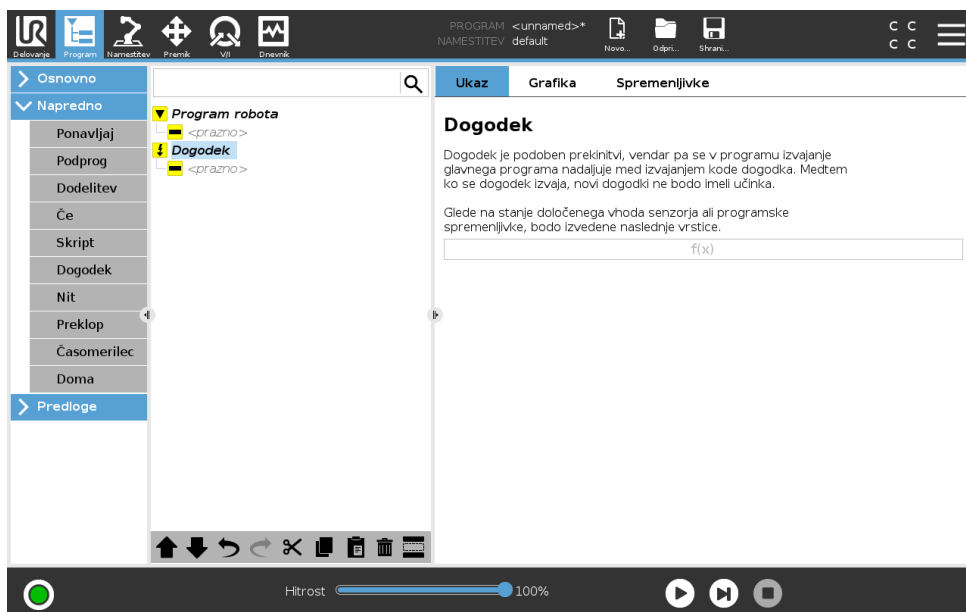 UR
PROGRAM <unnamed>*
NAMESTITEV default
Delovanje
Program
Namestitev
Premik
V/I
Dnevnik
Novo...
Odpri...
Shrani...
C C
C C
Osnovno
Napredno
Ponavljaj
Podprog
Dodelitev
Če
Skript
Dogodek
Nit
Preklop
Časomerilec
Doma
Predloge
Program robota
<prazno>
Dogodek
<prazno>
Ukaz
Grafika
Spremenljivke
Dogodek
Dogodek je podoben prekinitvi, vendar pa se v programu izvajanje
glavnega programa nadaljuje med izvajanjem kode dogodka. Medtem
ko se dogodek izvaja, novi dogodki ne bodo imeli učinka.
Glede na stanje določenega vhoda senzorja ali programske
spremenljivke, bodo izvedene naslednje vrstice.
f(x)
Hitrost
100%